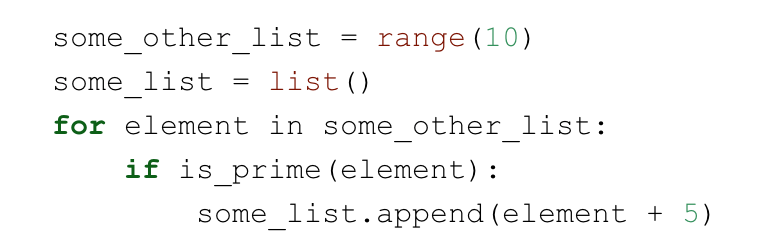 some_other_list = range(10)
some_list = list()
for element in some_other_list:
    if is_prime(element):
        some_list.append(element + 5)